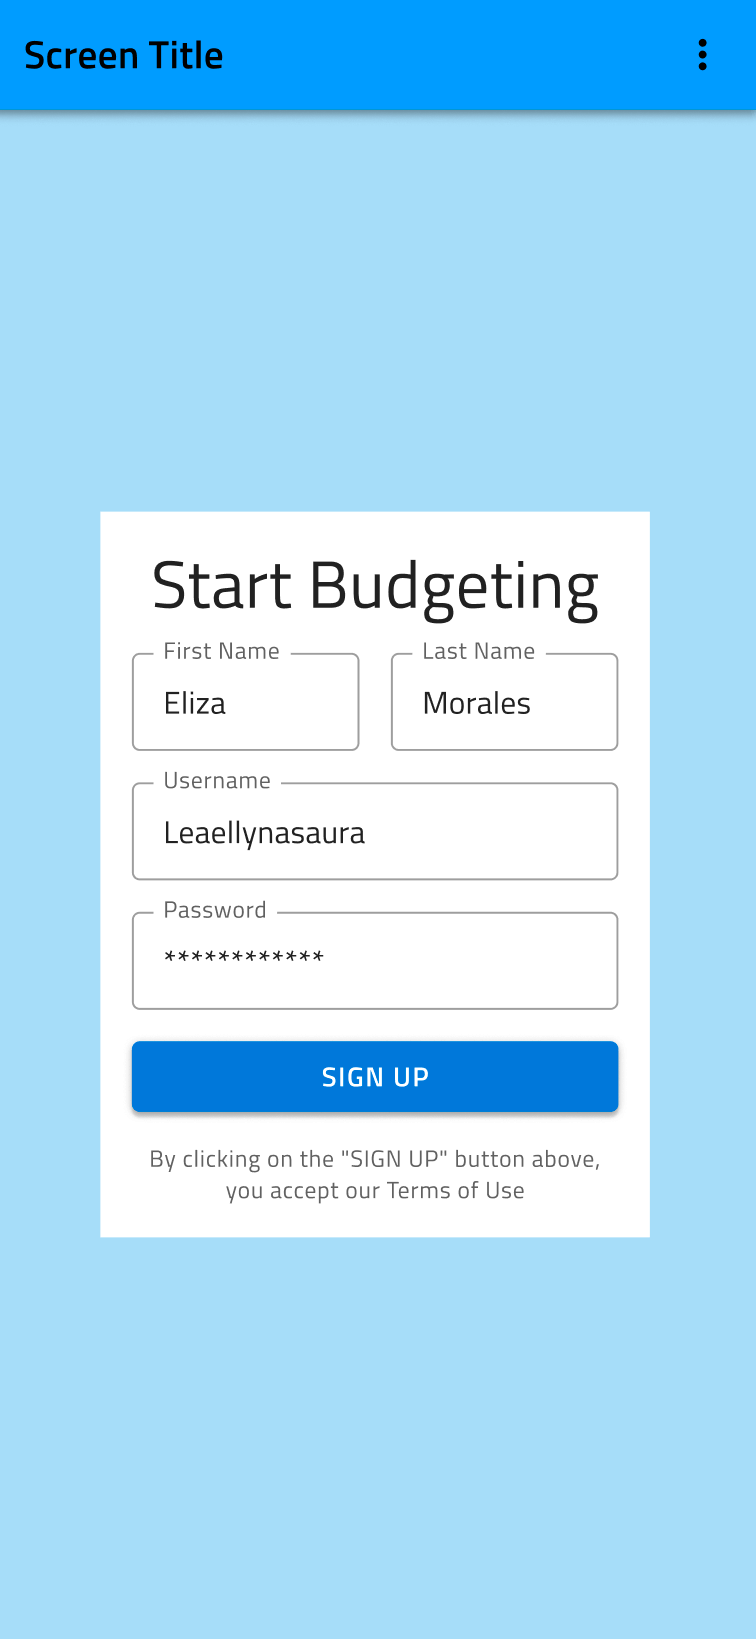 Screen Title
Start Budgeting
First Name
Last Name
Eliza
Morales
Username
Leaellynasaura
Password
************
SIGN UP
By clicking on the "SIGN UP" button above,
you accept our Terms of Use